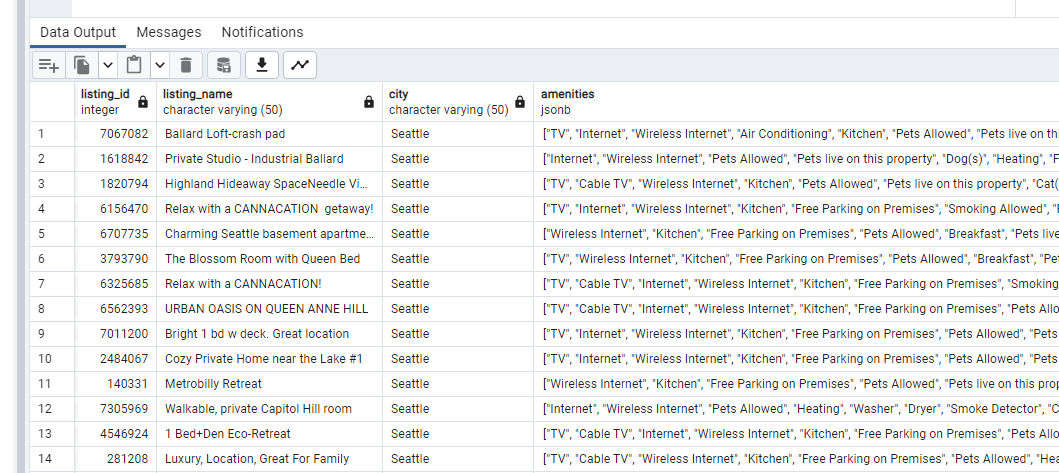 Data Output Messages Notifications
listing_id listing_name city amenities
integer character varying (50) character varying (50) jsonb
1 7067082 Ballard Loft-crash pad Seattle ["TV", "Internet", "Wireless Internet", "Air Conditioning", "Kitchen", "Pets Allowed", "Pets live on thi
2 1618842 Private Studio - Industrial Ballard Seattle ["Internet", "Wireless Internet", "Pets Allowed", "Pets live on this property", "Dog(s)", "Heating", "F
3 1820794 Highland Hideaway SpaceNeedle Vi... Seattle ["TV", "Cable TV", "Wireless Internet", "Kitchen", "Pets Allowed", "Pets live on this property", "Cat(
4 6156470 Relax with a CANNACATION  getaway! Seattle ["TV", "Internet", "Wireless Internet", "Kitchen", "Free Parking on Premises", "Smoking Allowed",
5 6707735 Charming Seattle basement apartme... Seattle ["Wireless Internet", "Kitchen", "Free Parking on Premises", "Pets Allowed", "Breakfast", "Pets live
6 3793790 The Blossom Room with Queen Bed Seattle ["TV", "Wireless Internet", "Kitchen", "Free Parking on Premises", "Pets Allowed", "Breakfast", "Pet
7 6325685 Relax with a CANNACATION! Seattle ["TV", "Cable TV", "Internet", "Wireless Internet", "Kitchen", "Free Parking on Premises", "Smoking
8 6562393 URBAN OASIS ON QUEEN ANNE HILL Seattle ["TV", "Cable TV", "Internet", "Wireless Internet", "Kitchen", "Free Parking on Premises", "Pets Allo
9 7011200 Bright 1 bd w deck. Great location Seattle ["TV", "Internet", "Wireless Internet", "Kitchen", "Free Parking on Premises", "Pets Allowed", "Pets
10 2484067 Cozy Private Home near the Lake #1 Seattle ["TV", "Internet", "Wireless Internet", "Kitchen", "Free Parking on Premises", "Pets Allowed", "Pets
11 140331 Metrobilly Retreat Seattle ["Wireless Internet", "Kitchen", "Free Parking on Premises", "Pets Allowed", "Pets live on this prop
12 7305969 Walkable, private Capitol Hill room Seattle ["Internet", "Wireless Internet", "Pets Allowed", "Heating", "Washer", "Dryer", "Smoke Detector", "C
13 4546924 1 Bed+Den Eco-Retreat Seattle ["TV", "Cable TV", "Internet", "Wireless Internet", "Kitchen", "Free Parking on Premises", "Pets Allo
14 281208 Luxury, Location, Great For Family Seattle ["TV", "Cable TV", "Wireless Internet", "Kitchen", "Free Parking on Premises", "Pets Allowed", "Hea